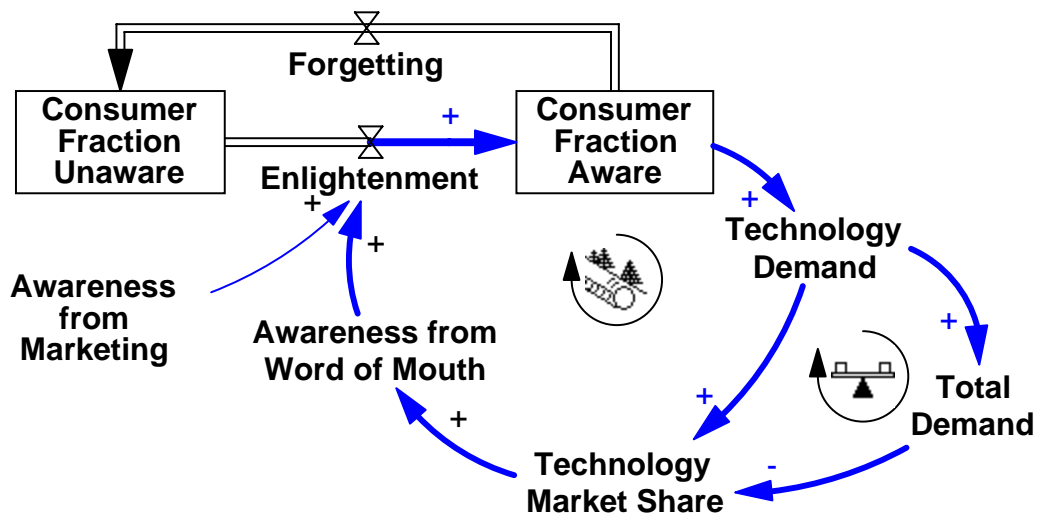 Forgetting
Consumer
Fraction
Unaware
+
Consumer
Fraction
Aware
Enlightenment
+
+
+
Technology
Demand
Awareness
from
Marketing
Awareness from
Word of Mouth
+
+
+
Total
Demand
+
Technology
Market Share
-